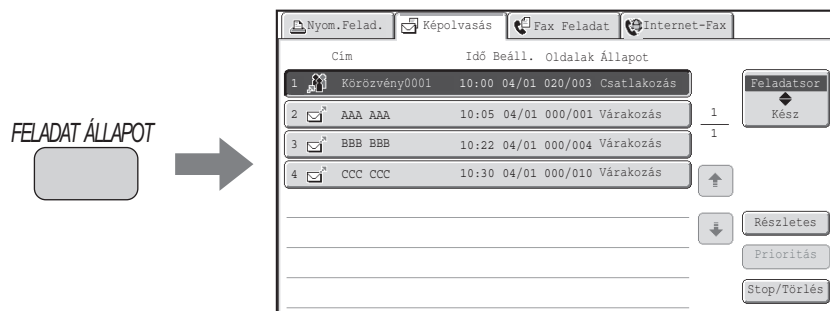 Nyom.Felad. Képolvasás Fax Feladat Internet-Fax
Cím Idő Beáll. Oldalak Állapot
1 Körözvény0001 10:00 04/01 020/003 Csatlakozás
2 AAA AAA 10:05 04/01 000/001 Várakozás
3 BBB BBB 10:22 04/01 000/004 Várakozás
4 CCC CCC 10:30 04/01 000/010 Várakozás
1
1
Feladatsor
Kész
Részletes
Prioritás
Stop/Törlés
FELADAT ÁLLAPOT